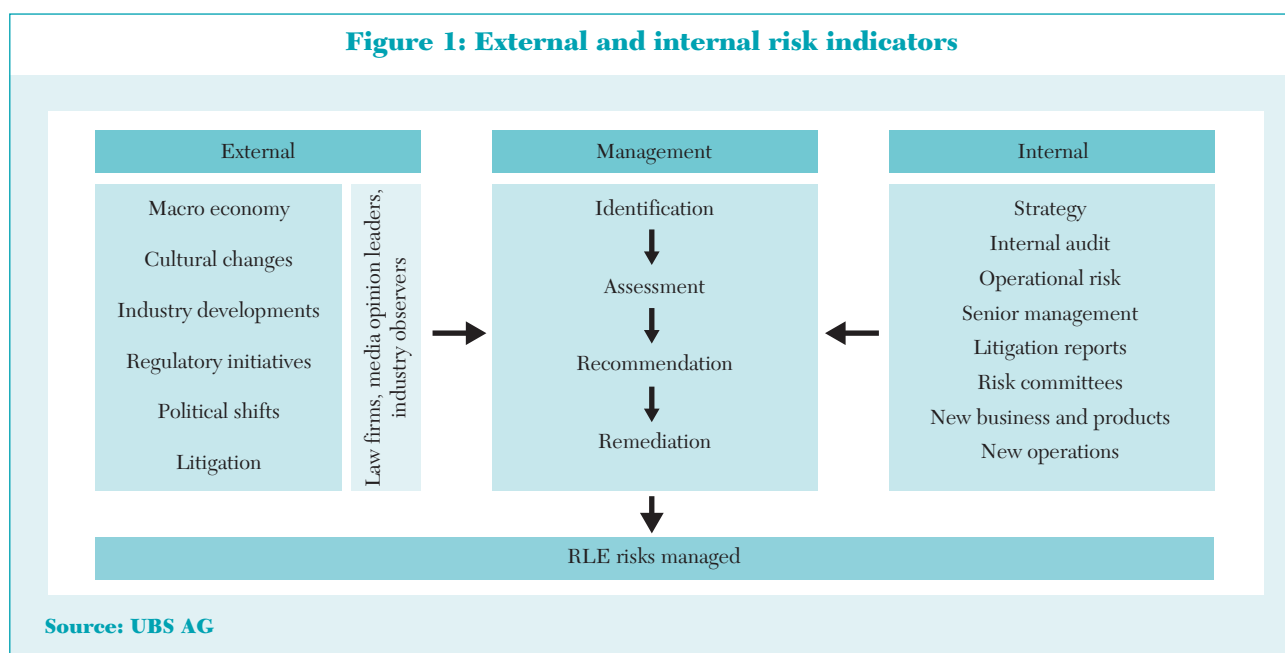 Figure 1: External and internal risk indicators
External
Macro economy
Cultural changes
Industry developments
Regulatory initiatives
Political shifts
Litigation
Law firms, media opinion leaders,
industry observers
Management
Identification
Assessment
Recommendation
Remediation
Internal
Strategy
Internal audit
Operational risk
Senior management
Litigation reports
Risk committees
New business and products
New operations
RLE risks managed
Source: UBS AG